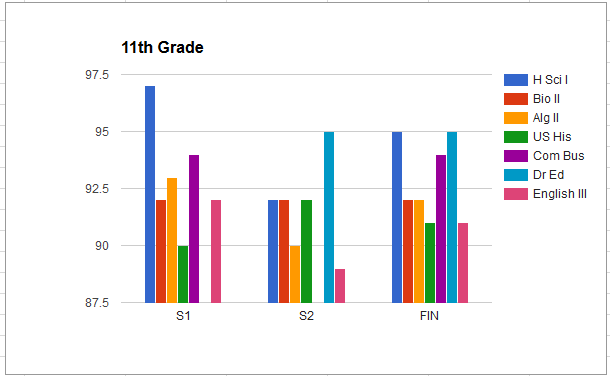 11th Grade
97.5
95
92.5
90
87.5
S1
S2
FIN
H Sci I
Bio II
Alg II
US His
Com Bus
Dr Ed
English III